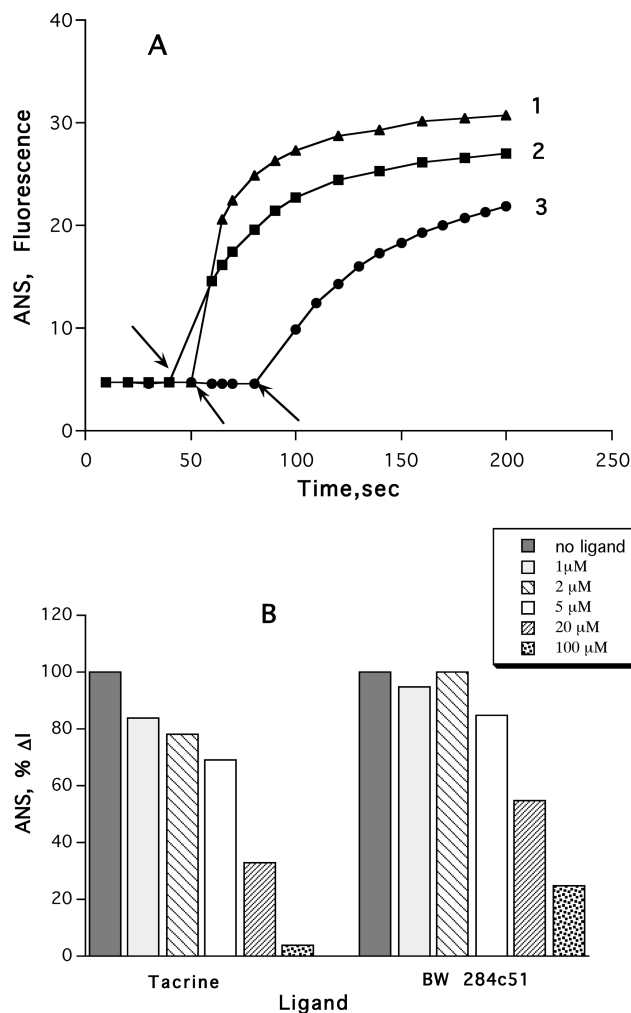 A
40
30
20
10
0
ANS, Fluorescence
1
2
3
0 50 100 150 200 250
Time,sec
no ligand
1μM
2 μM
5 μM
20 μM
100 μM
B
120
100
80
60
40
20
0
ANS, % ΔI
Tacrine BW 284c51
Ligand